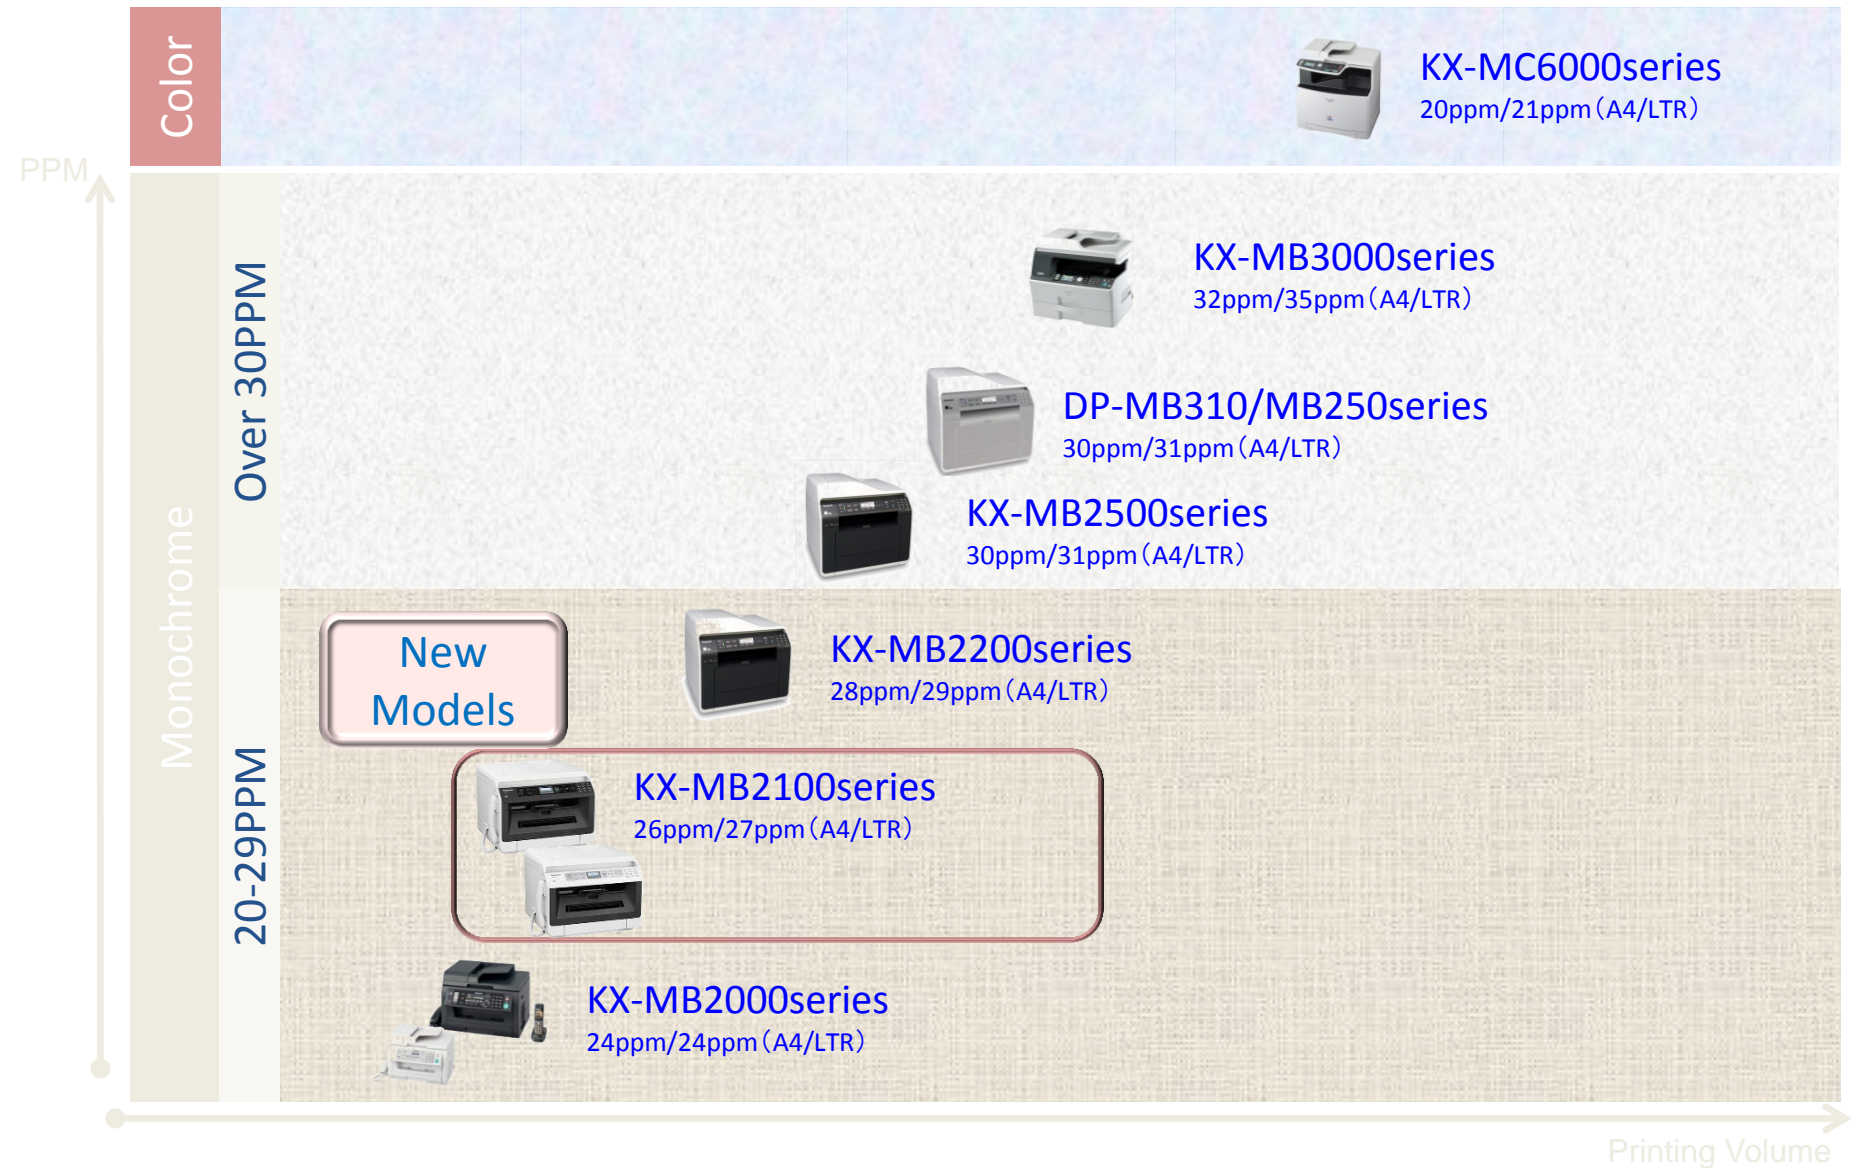 Color
KX-MC6000series
20ppm/21ppm(A4/LTR)
PPM
Monochrome
Over 30PPM
KX-MB3000series
32ppm/35ppm(A4/LTR)
DP-MB310/MB250series
30ppm/31ppm(A4/LTR)
KX-MB2500series
30ppm/31ppm(A4/LTR)
20-29PPM
New
Models
KX-MB2200series
28ppm/29ppm(A4/LTR)
KX-MB2100series
26ppm/27ppm(A4/LTR)
KX-MB2000series
24ppm/24ppm(A4/LTR)
Printing Volume